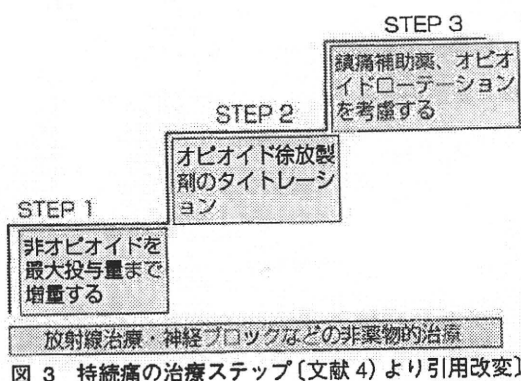 STEP 3
鎮痛補助薬、オピオ
イドローテーション
を考慮する
STEP 2
オピオイド徐放製
剤のタイトレーシ
ョン
STEP 1
非オピオイドを
最大投与量まで
増量する
放射線治療・神経ブロックなどの非薬物的治療
図 3 持続痛の治療ステップ〔文献 4) より引用改変〕